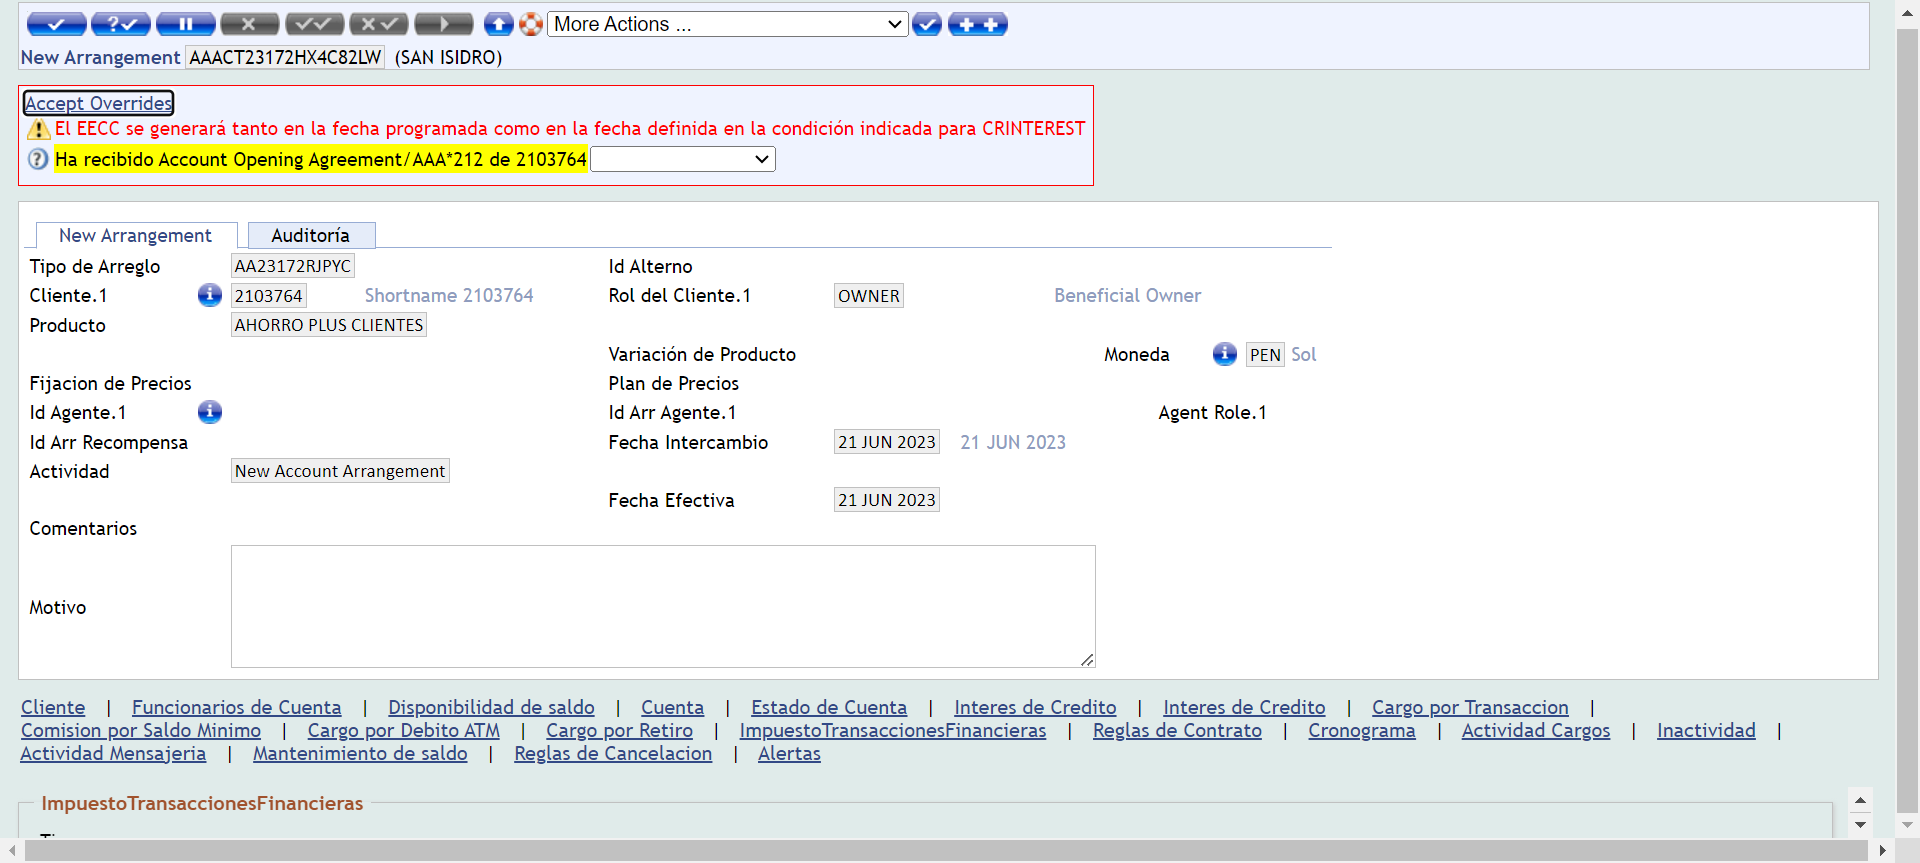 More Actions ...
New Arrangement AAACT23172HX4C82LW (SAN ISIDRO)
Accept Overrides
El EECC se generará tanto en la fecha programada como en la fecha definida en la condición indicada para CRINTEREST
Ha recibido Account Opening Agreement/AAA*212 de 2103764
New Arrangement Auditoría
Tipo de Arreglo AA23172RJPYC Id Alterno
Cliente.1 2103764 Shortname 2103764 Rol del Cliente.1 OWNER Beneficial Owner
Producto AHORRO PLUS CLIENTES
Variación de Producto Moneda PEN Sol
Fijacion de Precios Plan de Precios
Id Agente.1 Id Arr Agente.1 Agent Role.1
Id Arr Recompensa Fecha Intercambio 21 JUN 2023 21 JUN 2023
Actividad New Account Arrangement
Fecha Efectiva 21 JUN 2023
Comentarios
Motivo
Cliente | Funcionarios de Cuenta | Disponibilidad de saldo | Cuenta | Estado de Cuenta | Interes de Credito | Interes de Credito | Cargo por Transaccion |
Comision por Saldo Minimo | Cargo por Debito ATM | Cargo por Retiro | ImpuestoTransaccionesFinancieras | Reglas de Contrato | Cronograma | Actividad Cargos | Inactividad |
Actividad Mensajeria | Mantenimiento de saldo | Reglas de Cancelacion | Alertas
ImpuestoTransaccionesFinancieras